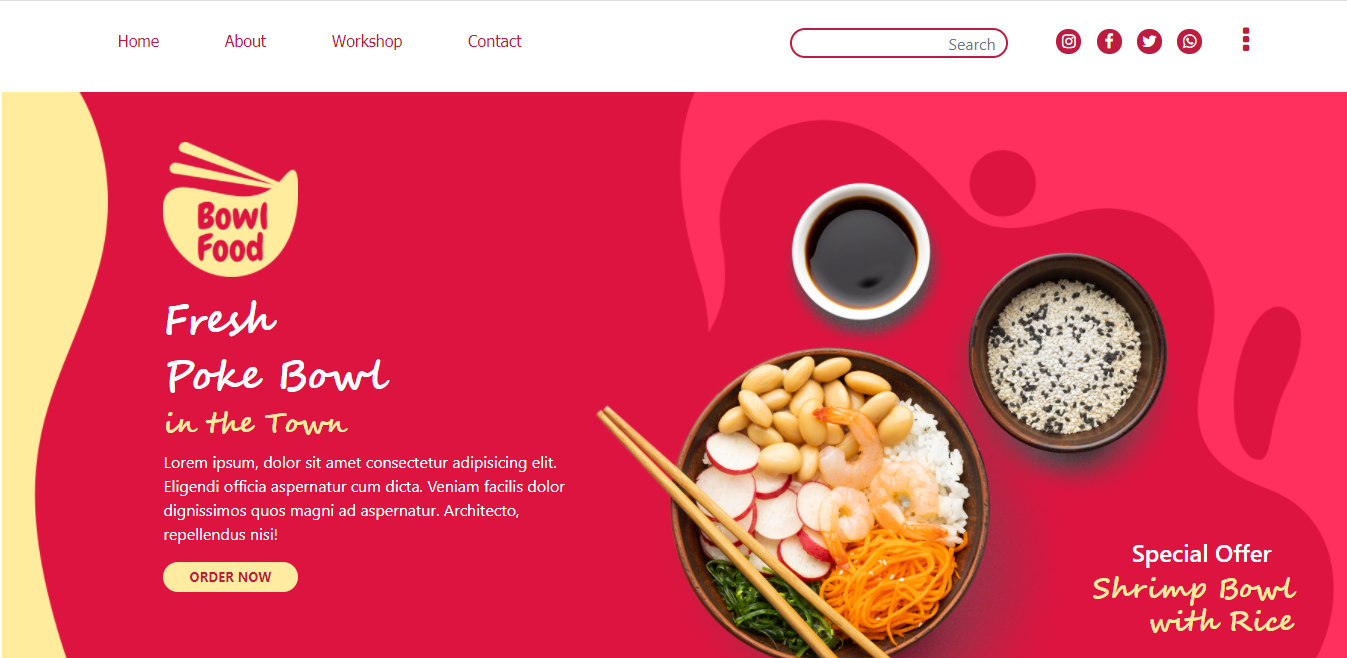 Home About Workshop Contact Search
Bowl
Food
Fresh
Poke Bowl
in the Town
Lorem ipsum, dolor sit amet consectetur adipisicing elit.
Eligendi officia aspernatur cum dicta. Veniam facilis dolor
dignissimos quos magni ad aspernatur. Architecto,
repellendus nisi!
ORDER NOW
Special Offer
Shrimp Bowl
with Rice